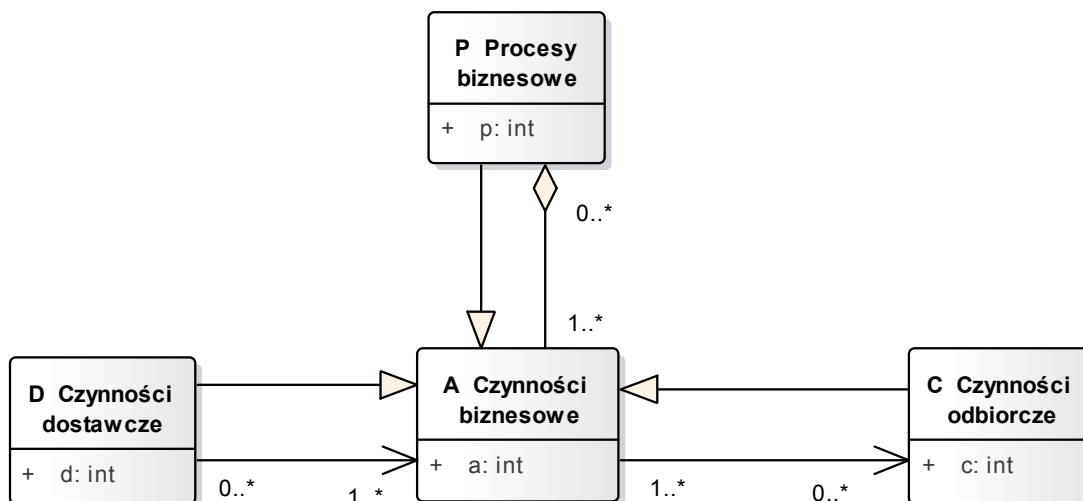 P Procesy
biznesowe
+ p: int
0..*
1..*
D Czynności
dostawcze
+ d: int
A Czynności
biznesowe
+ a: int
C Czynności
odbiorcze
+ c: int
0..*
1..*
1..*
0..*